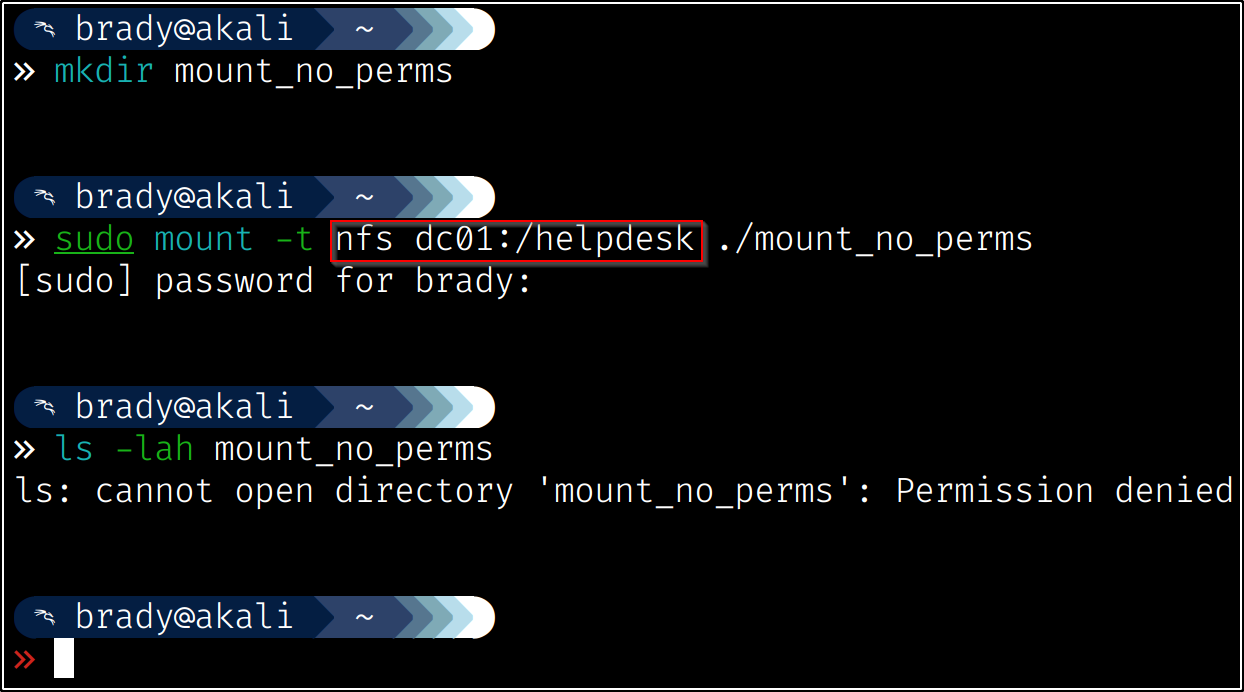 brady@akali ~
» mkdir mount_no_perms
brady@akali ~
» sudo mount -t nfs dc01:/helpdesk ./mount_no_perms
[sudo] password for brady:
brady@akali ~
» ls -lah mount_no_perms
ls: cannot open directory 'mount_no_perms': Permission denied
brady@akali ~
»